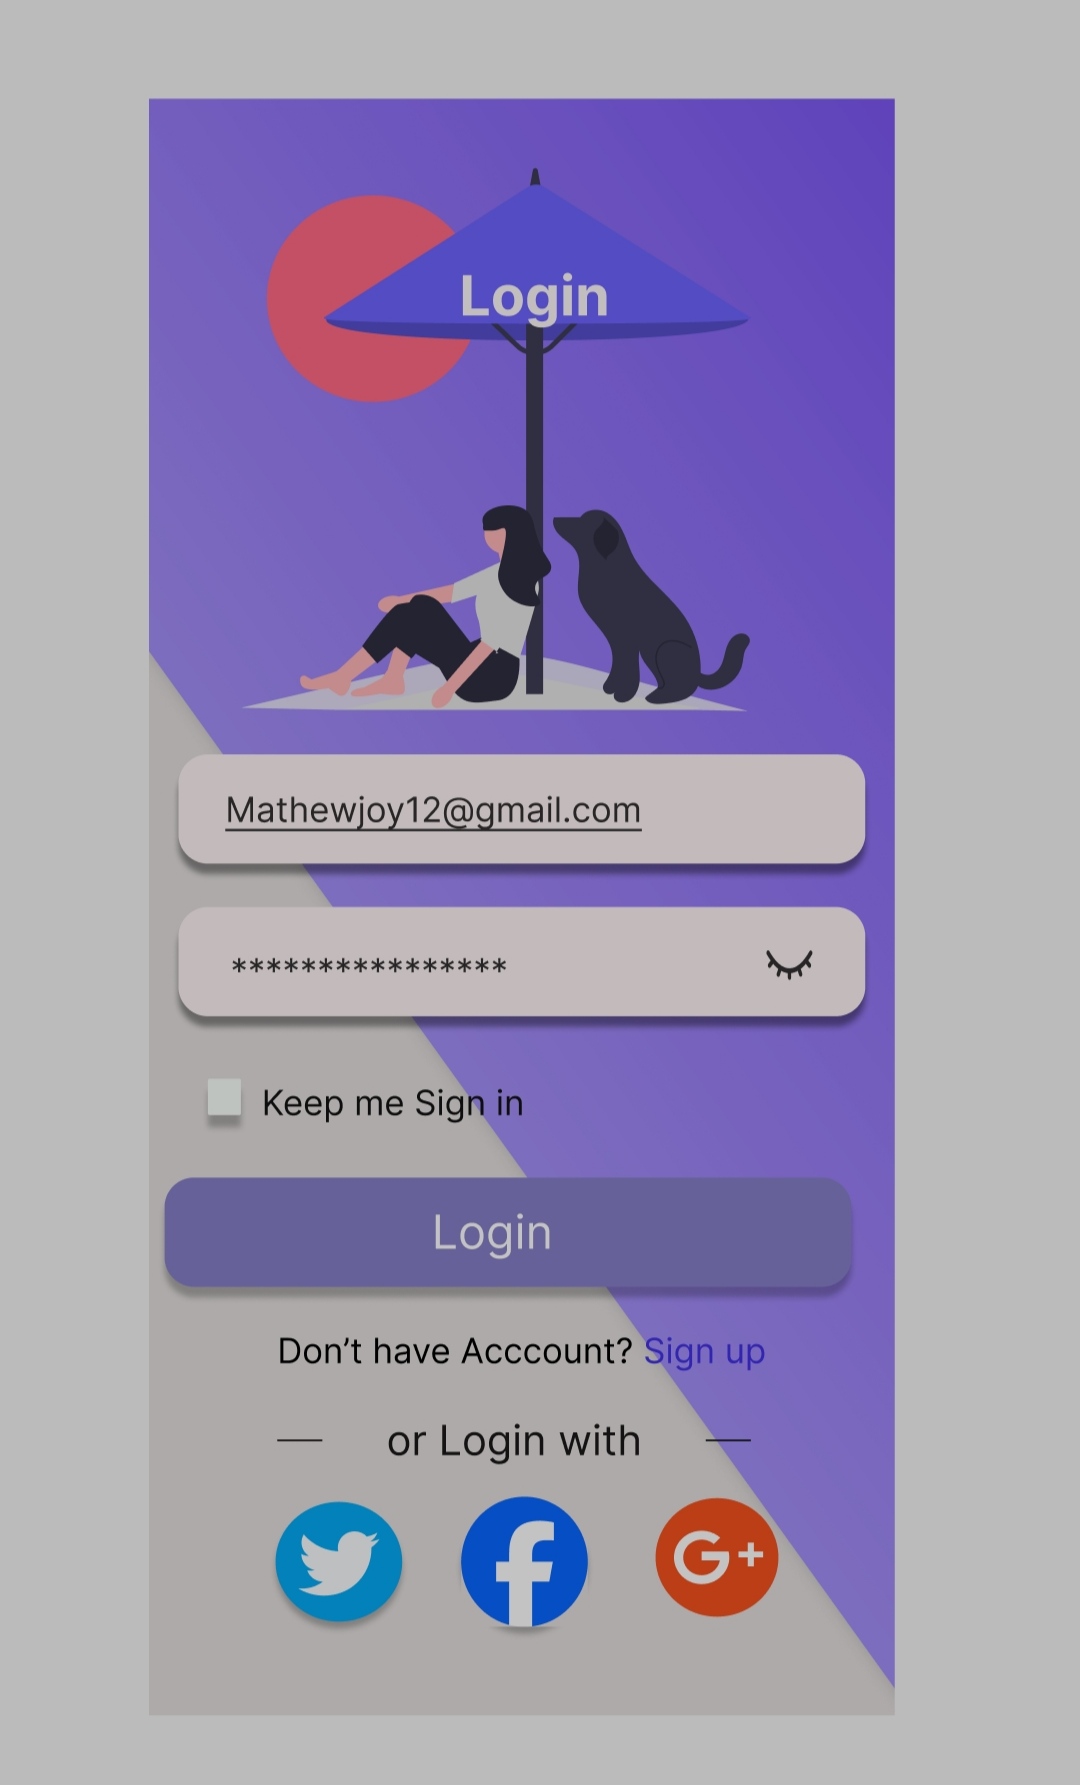 Login
Mathewjoy12@gmail.com
****************
Keep me Sign in
Login
Don’t have Acccount? Sign up
or Login with
f
G+